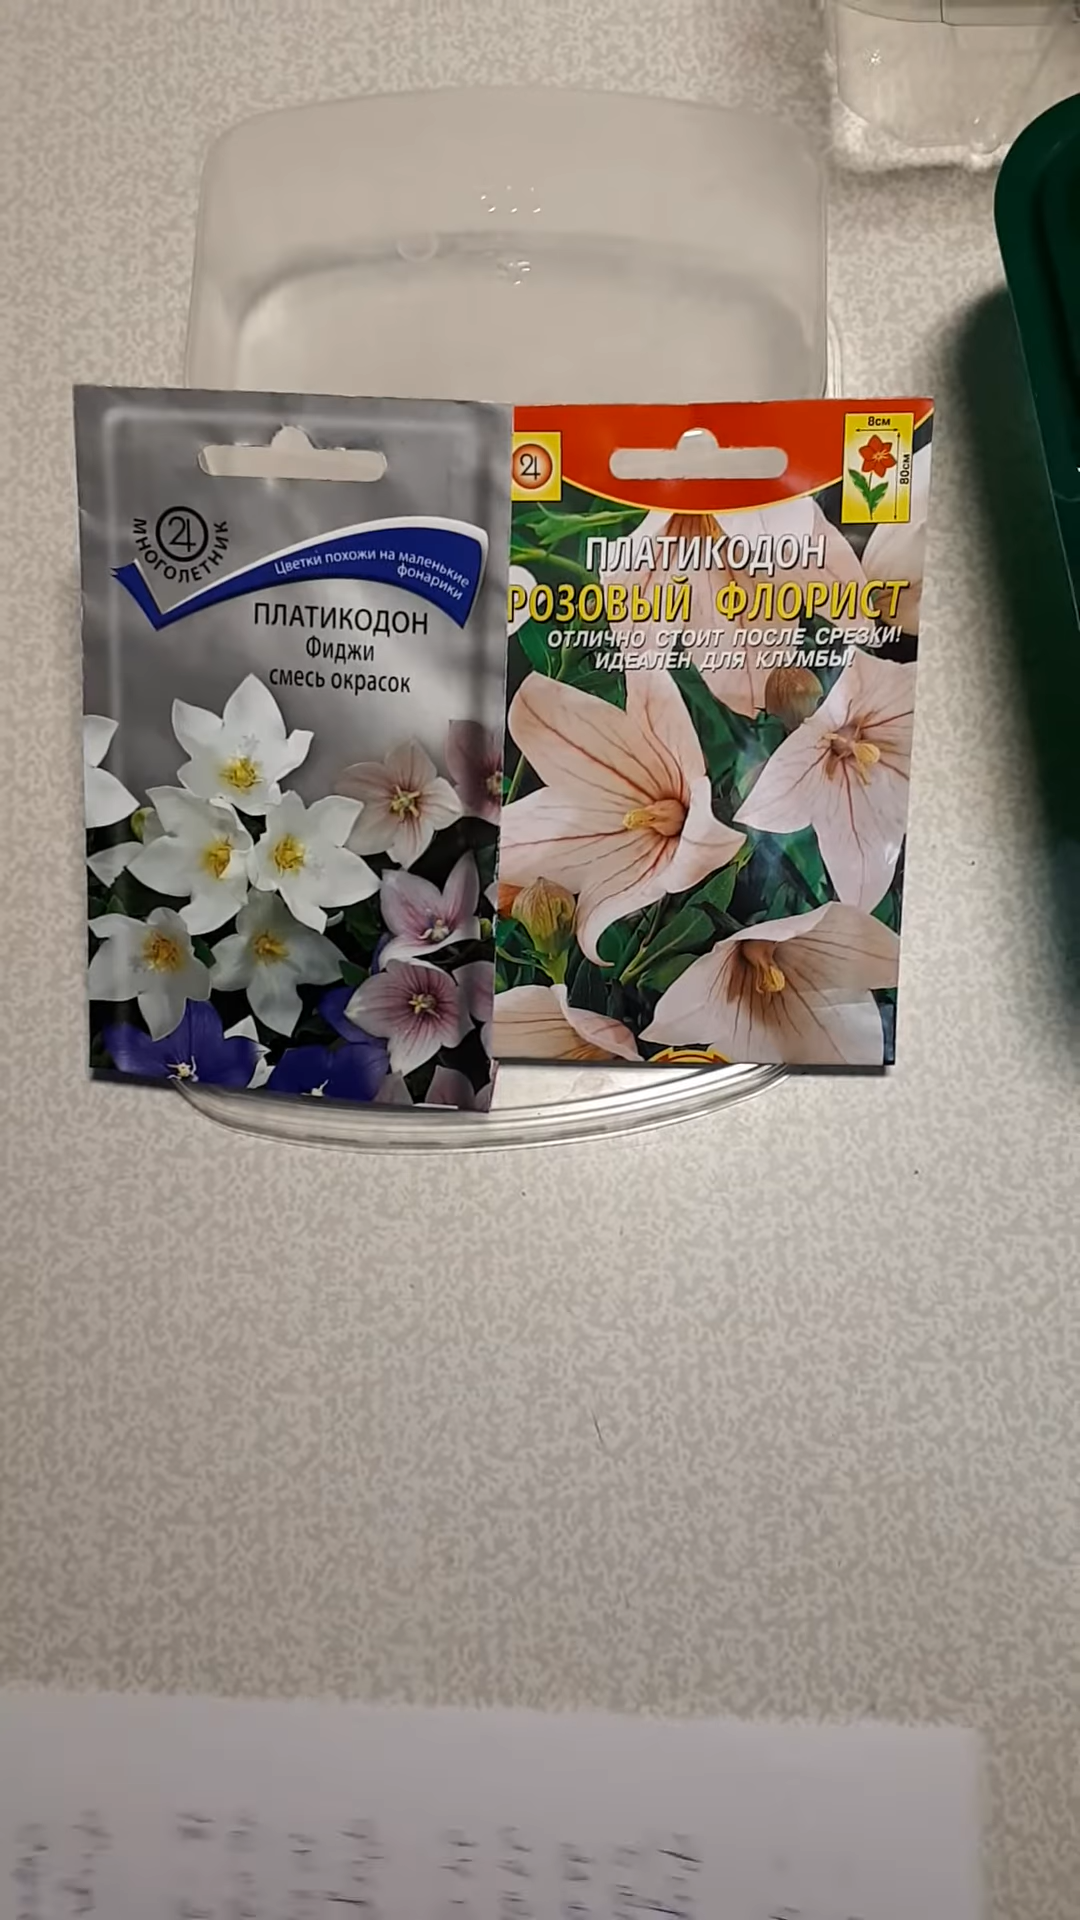 МНОГОЛЕТНИК
Цветки похожи на маленькие
фонарики
ПЛАТИКОДОН
Фиджи
смесь окрасок
8см
80см
ПЛАТИКОДОН
РОЗОВЫЙ ФЛОРИСТ
ОТЛИЧНО СТОИТ ПОСЛЕ СРЕЗКИ!
ИДЕАЛЕН ДЛЯ КЛУМБЫ!